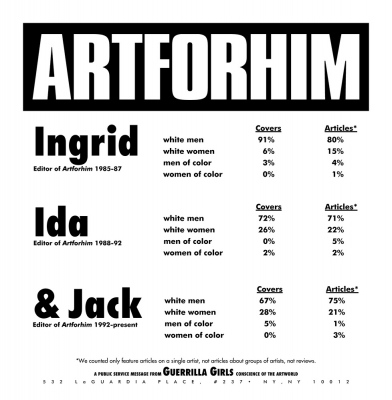 ARTFORHIM
Ingrid
Editor of Artforhim 1985-87
Covers Articles*
white men 91% 80%
white women 6% 15%
men of color 3% 4%
women of color 0% 1%
Ida
Editor of Artforhim 1988-92
Covers Articles*
white men 72% 71%
white women 26% 22%
men of color 0% 5%
women of color 2% 2%
& Jack
Editor of Artforhim 1992-present
Covers Articles*
white men 67% 75%
white women 28% 21%
men of color 5% 1%
women of color 0% 3%
*We counted only feature articles on a single artist, not articles about groups of artists, not reviews.
A PUBLIC SERVICE MESSAGE FROM GUERRILLA GIRLS CONSCIENCE OF THE ARTWORLD
532 LaGUARDIA PLACE, #237• NY,NY 10012